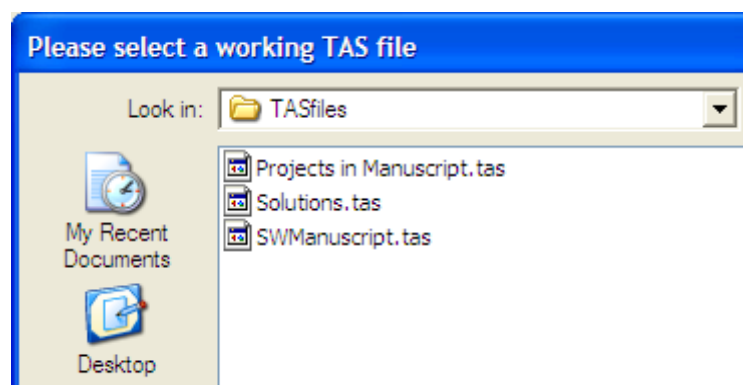 Please select a working TAS file
Look in: TASfiles
Projects in Manuscript.tas
Solutions.tas
SWManuscript.tas
My Recent
Documents
Desktop